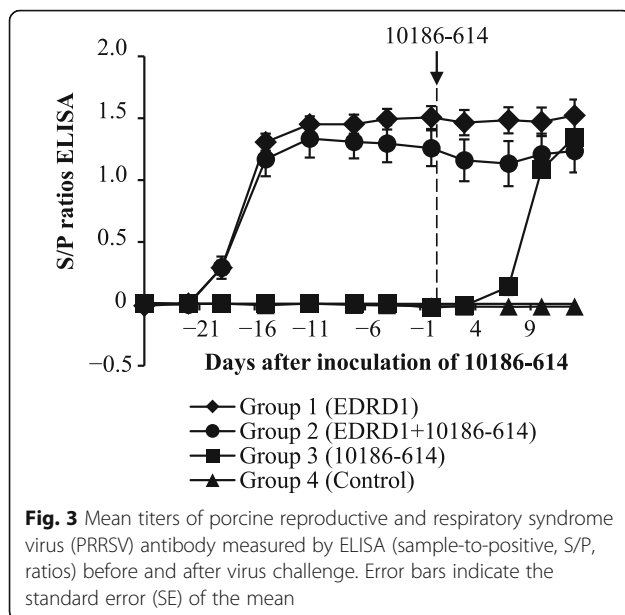 10186-614
2.0
1.5
1.0
0.5
0
−0.5
S/P ratios ELISA
−21 −16 −11 −6 −1 4 9
Days after inoculation of 10186-614
Group 1 (EDRD1)
Group 2 (EDRD1+10186-614)
Group 3 (10186-614)
Group 4 (Control)
Fig. 3 Mean titers of porcine reproductive and respiratory syndrome
virus (PRRSV) antibody measured by ELISA (sample-to-positive, S/P,
ratios) before and after virus challenge. Error bars indicate the
standard error (SE) of the mean